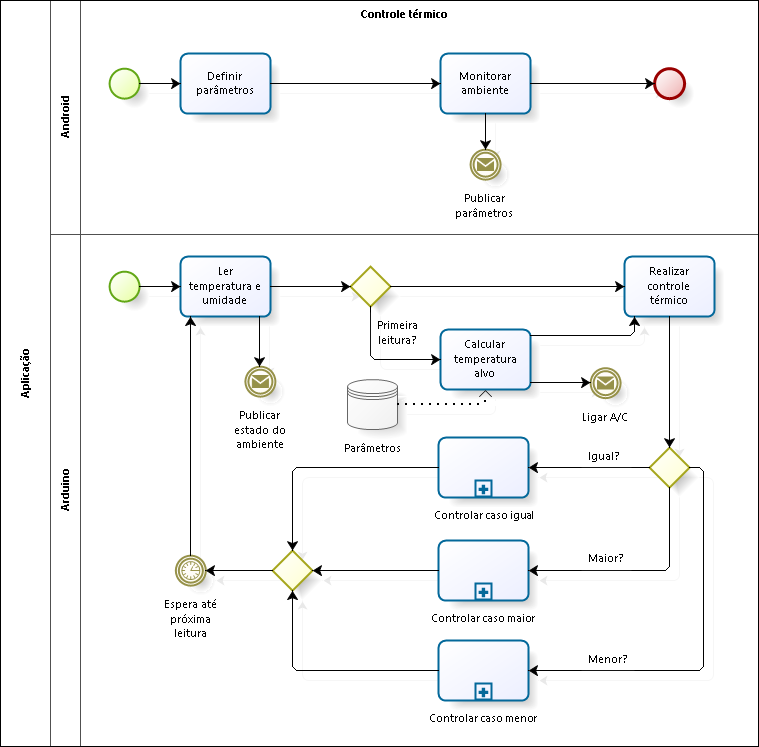 Controle térmico
Aplicação
Android
Definir
parâmetros
Monitorar
ambiente
Publicar
parâmetros
Arduino
Ler
temperatura e
umidade
Publicar
estado do
ambiente
Primeira
leitura?
Calcular
temperatura
alvo
Parâmetros
Ligar A/C
Realizar
controle
térmico
Igual?
Controlar caso igual
Maior?
Controlar caso maior
Menor?
Controlar caso menor
Espera até
próxima
leitura